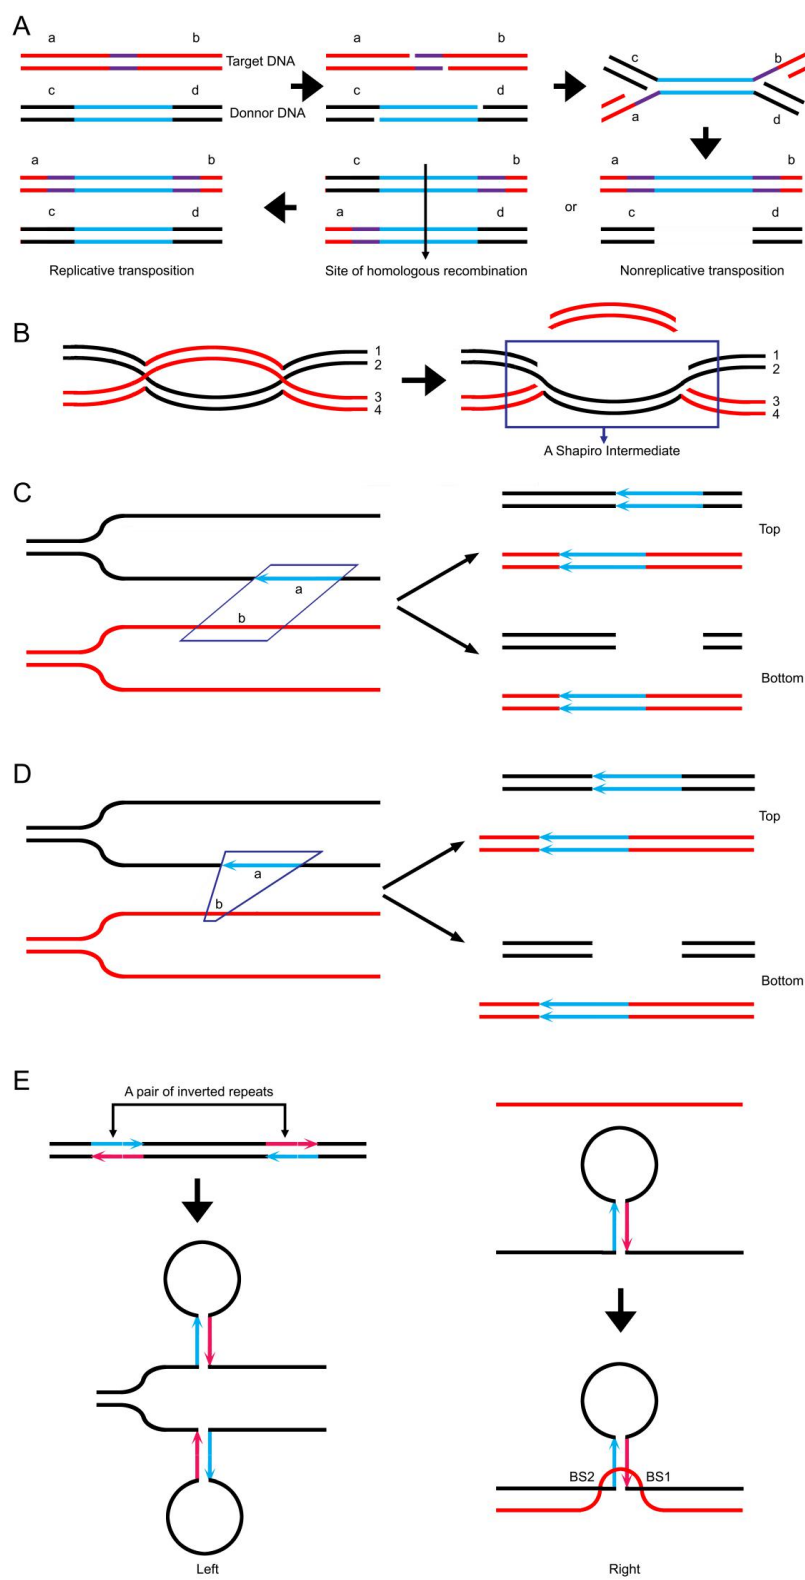 A
a b a b
Target DNA
c b
c d c d
Donnor DNA
a d
a b c b a b
or
c d a d c d
Replicative transposition Site of homologous recombination Nonreplicative transposition
B
1 1
2 2
3 3
4 4
A Shapiro Intermediate
C
Top
a
b
Bottom
D
Top
a
b
Bottom
E
A pair of inverted repeats
BS2 BS1
Left Right